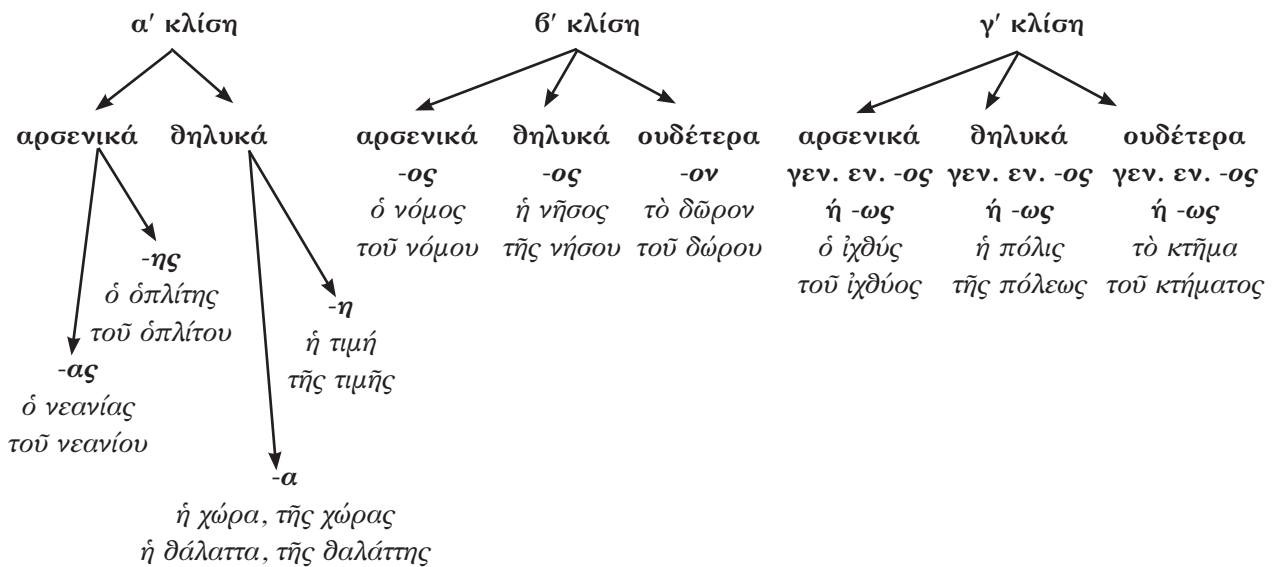 α′ κλίση
αρσενικά
-ης
ὁ ὁπλίτης
τοῦ ὁπλίτου
-ας
ὁ νεανίας
τοῦ νεανίου
θηλυκά
-η
ἡ τιμή
τῆς τιμῆς
-α
ἡ χώρα, τῆς χώρας
ἡ θάλαττα, τῆς θαλάττης
β′ κλίση
αρσενικά
-ος
ὁ νόμος
τοῦ νόμου
θηλυκά
-ος
ἡ νῆσος
τῆς νήσου
ουδέτερα
-ον
τὸ δῶρον
τοῦ δώρου
γ′ κλίση
αρσενικά
γεν. εν. -ος
ή -ως
ὁ ἰχθύς
τοῦ ἰχθύος
θηλυκά
γεν. εν. -ος
ή -ως
ἡ πόλις
τῆς πόλεως
ουδέτερα
γεν. εν. -ος
ή -ως
τὸ κτῆμα
τοῦ κτήματος